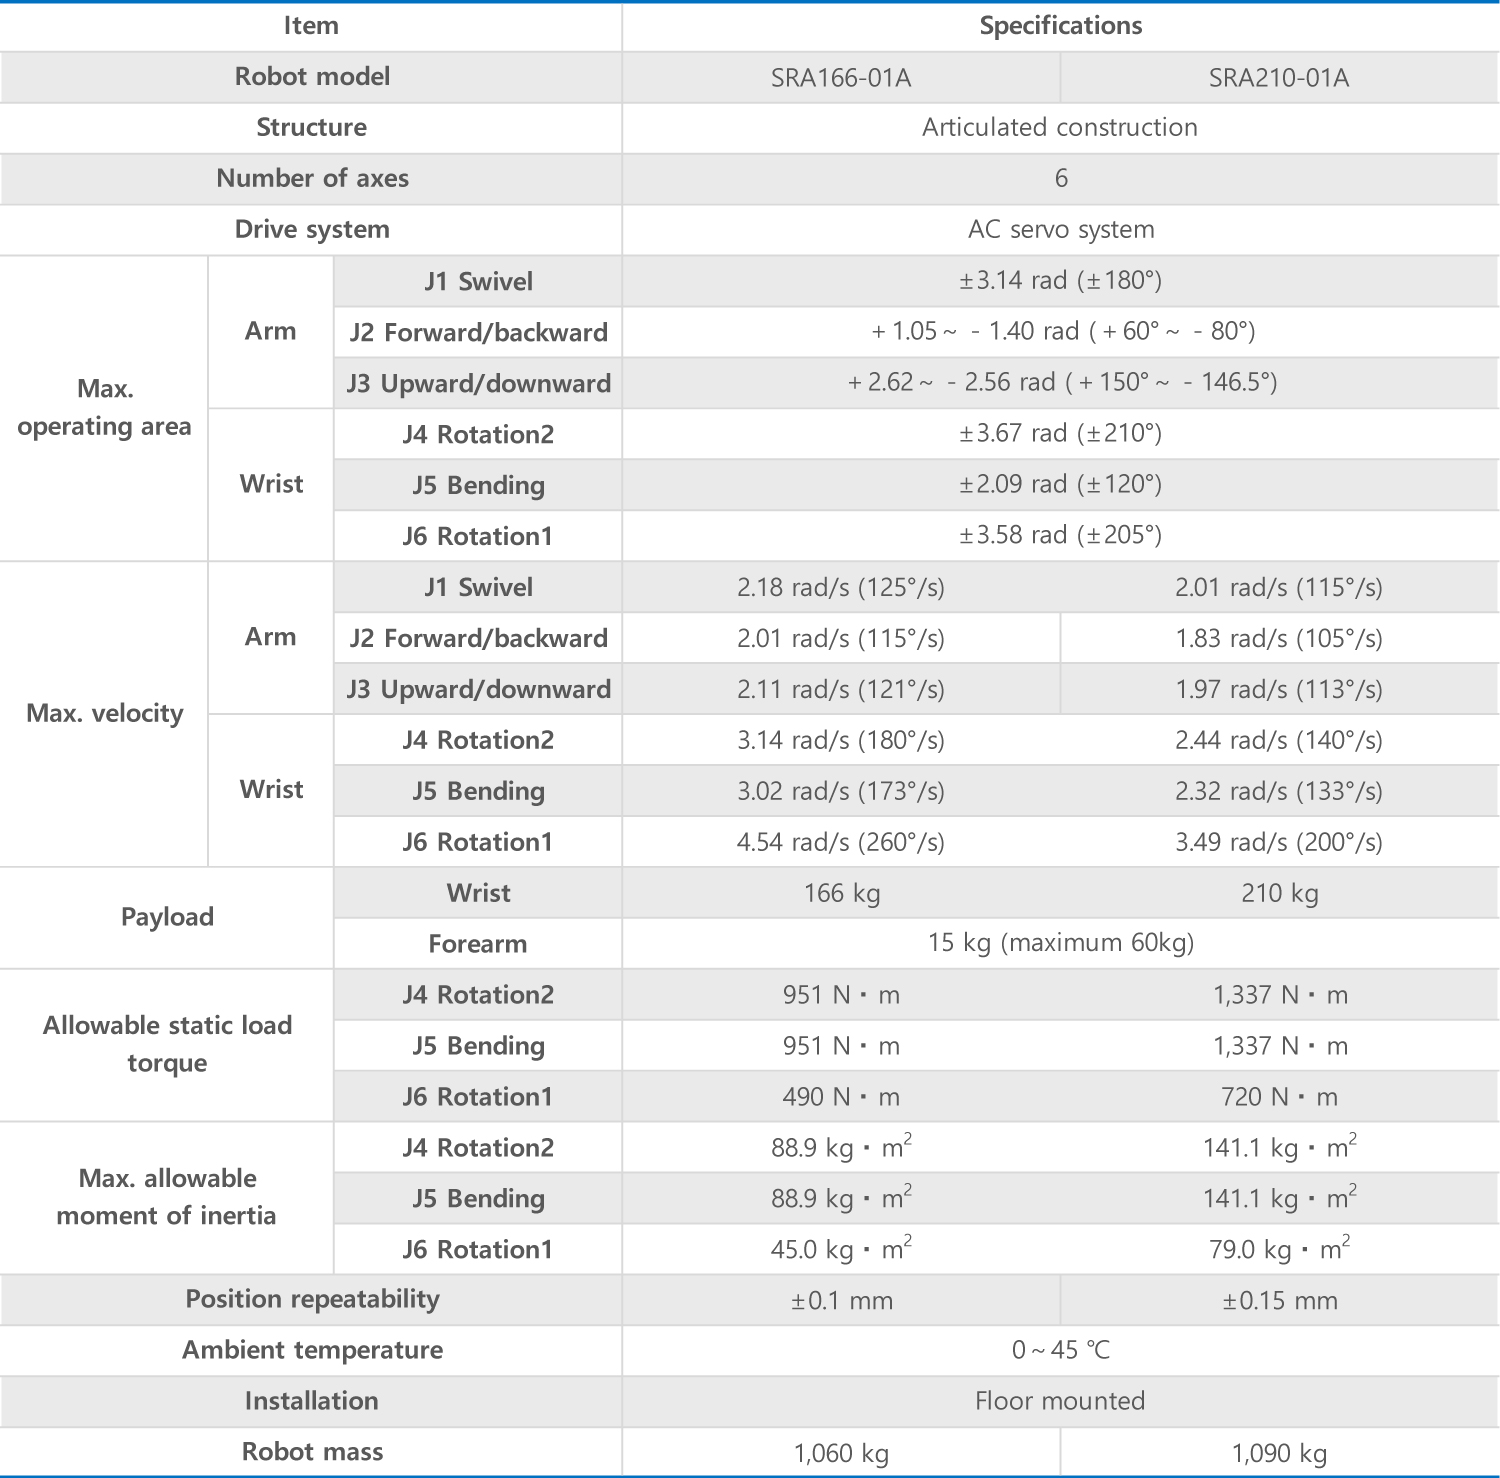 Item Specifications
Robot model SRA166-01A SRA210-01A
Structure Articulated construction
Number of axes 6
Drive system AC servo system
Max.
operating area
Arm
J1 Swivel ±3.14 rad (±180°)
J2 Forward/backward +1.05~ -1.40 rad (+60°~ -80°)
J3 Upward/downward +2.62~ -2.56 rad (+150°~ -146.5°)
Wrist
J4 Rotation2 ±3.67 rad (±210°)
J5 Bending ±2.09 rad (±120°)
J6 Rotation1 ±3.58 rad (±205°)
Max. velocity
Arm
J1 Swivel 2.18 rad/s (125°/s) 2.01 rad/s (115°/s)
J2 Forward/backward 2.01 rad/s (115°/s) 1.83 rad/s (105°/s)
J3 Upward/downward 2.11 rad/s (121°/s) 1.97 rad/s (113°/s)
Wrist
J4 Rotation2 3.14 rad/s (180°/s) 2.44 rad/s (140°/s)
J5 Bending 3.02 rad/s (173°/s) 2.32 rad/s (133°/s)
J6 Rotation1 4.54 rad/s (260°/s) 3.49 rad/s (200°/s)
Payload
Wrist 166 kg 210 kg
Forearm 15 kg (maximum 60kg)
Allowable static load
torque
J4 Rotation2 951 N・m 1,337 N・m
J5 Bending 951 N・m 1,337 N・m
J6 Rotation1 490 N・m 720 N・m
Max. allowable
moment of inertia
J4 Rotation2 88.9 kg・m² 141.1 kg・m²
J5 Bending 88.9 kg・m² 141.1 kg・m²
J6 Rotation1 45.0 kg・m² 79.0 kg・m²
Position repeatability ±0.1 mm ±0.15 mm
Ambient temperature 0~45 ℃
Installation Floor mounted
Robot mass 1,060 kg 1,090 kg